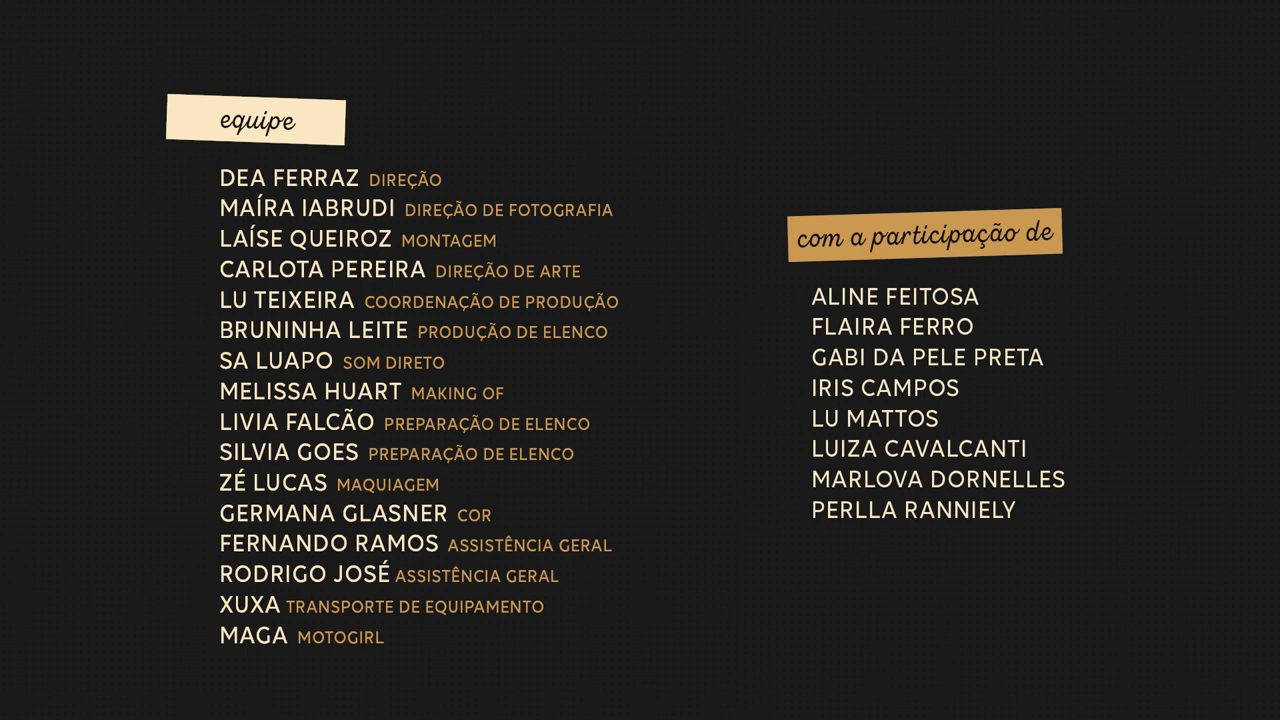 equipe
DEA FERRAZ DIREÇÃO
MAÍRA IABRUDI DIREÇÃO DE FOTOGRAFIA
LAÍSE QUEIROZ MONTAGEM
CARLOTA PEREIRA DIREÇÃO DE ARTE
LU TEIXEIRA COORDENAÇÃO DE PRODUÇÃO
BRUNINHA LEITE PRODUÇÃO DE ELENCO
SA LUAPO SOM DIRETO
MELISSA HUART MAKING OF
LIVIA FALCÃO PREPARAÇÃO DE ELENCO
SILVIA GOES PREPARAÇÃO DE ELENCO
ZÉ LUCAS MAQUIAGEM
GERMANA GLASNER COR
FERNANDO RAMOS ASSISTÊNCIA GERAL
RODRIGO JOSÉ ASSISTÊNCIA GERAL
XUXA TRANSPORTE DE EQUIPAMENTO
MAGA MOTOGIRL
com a participação de
ALINE FEITOSA
FLAIRA FERRO
GABI DA PELE PRETA
IRIS CAMPOS
LU MATTOS
LUIZA CAVALCANTI
MARLOVA DORNELLES
PERLLA RANNIELY